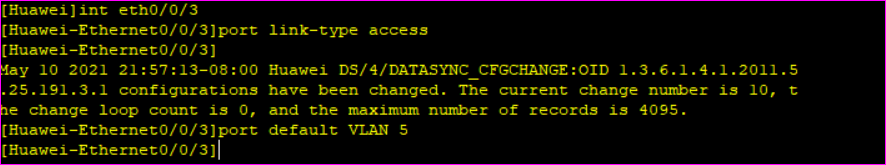 [Huawei]int eth0/0/3
[Huawei-Ethernet0/0/3]port link-type access
[Huawei-Ethernet0/0/3]
May 10 2021 21:57:13-08:00 Huawei DS/4/DATASYNC_CFGCHANGE:OID 1.3.6.1.4.1.2011.5
.25.191.3.1 configurations have been changed. The current change number is 10, t
he change loop count is 0, and the maximum number of records is 4095.
[Huawei-Ethernet0/0/3]port default VLAN 5
[Huawei-Ethernet0/0/3]